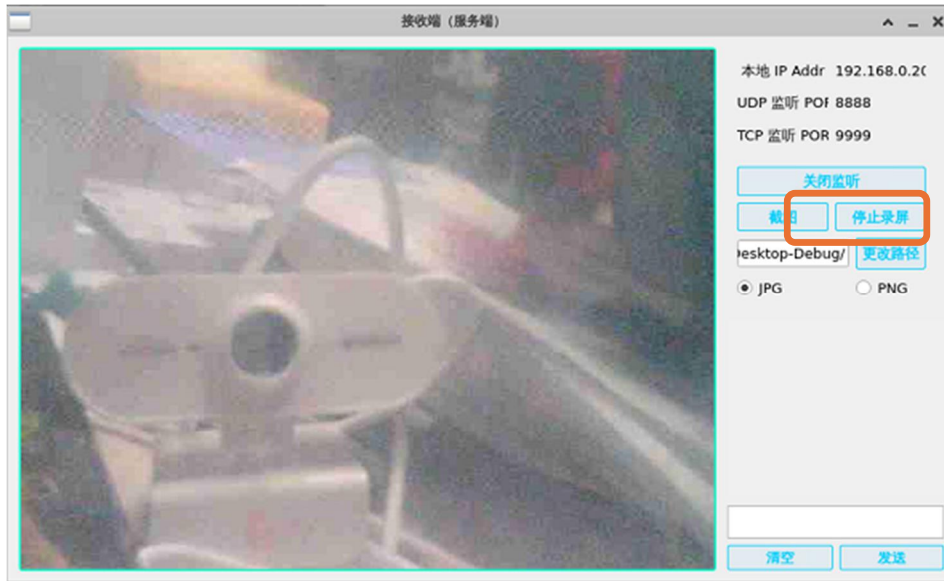 接收端（服务端）
本地 IP Addr 192.168.0.20
UDP 监听 POR 8888
TCP 监听 POR 9999
关闭监听
截图 停止录屏
esktop-Debug/ 更改路径
JPG PNG
清空 发送